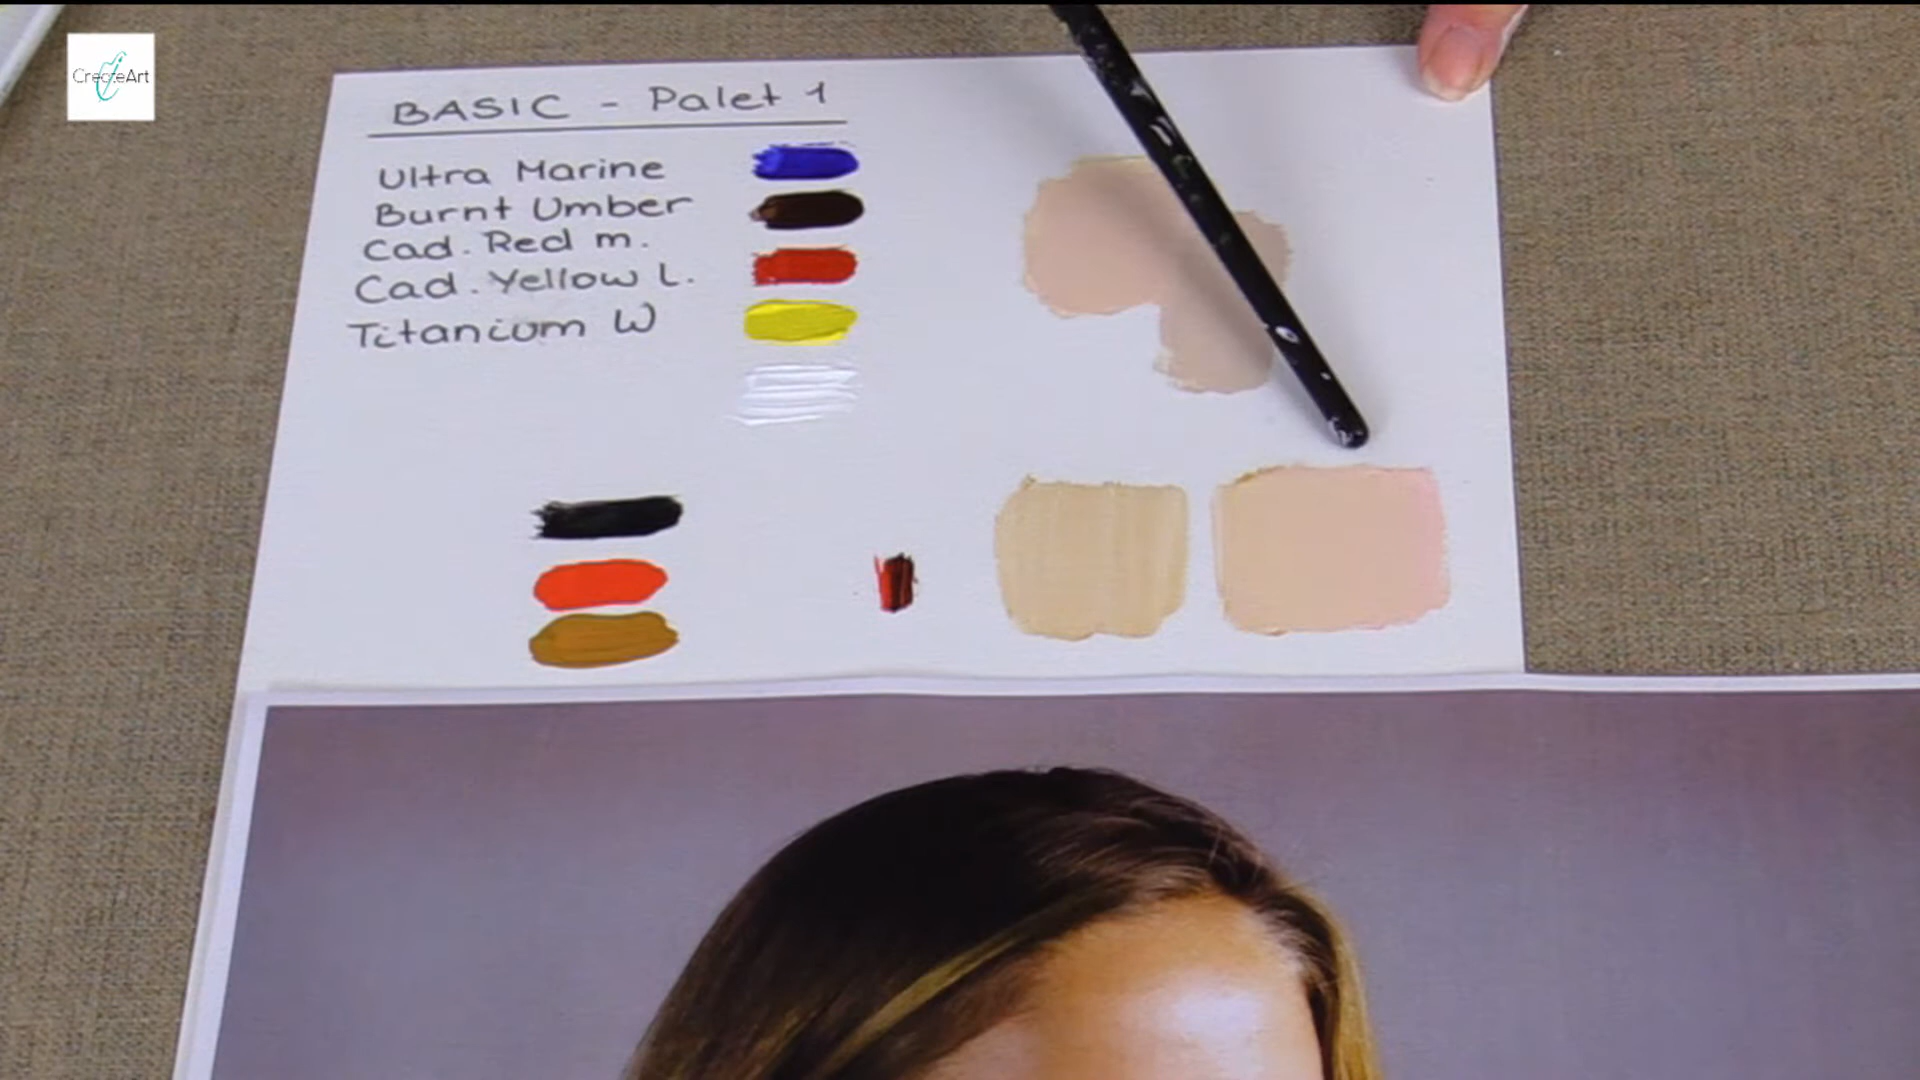 CreateArt
BASIC - Palet 1
Ultra Marine
Burnt Umber
Cad. Red m.
Cad. Yellow L.
Titanium W